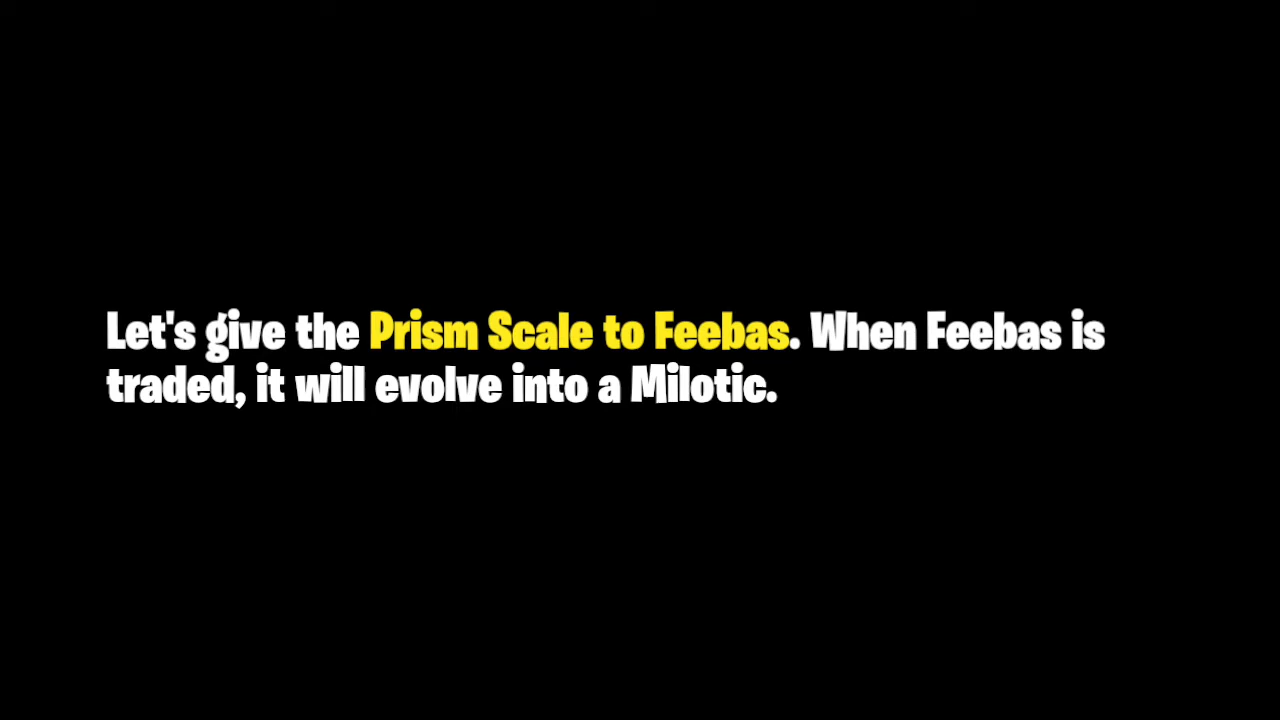 Let's give the Prism Scale to Feebas. When Feebas is
traded, it will evolve into a Milotic.